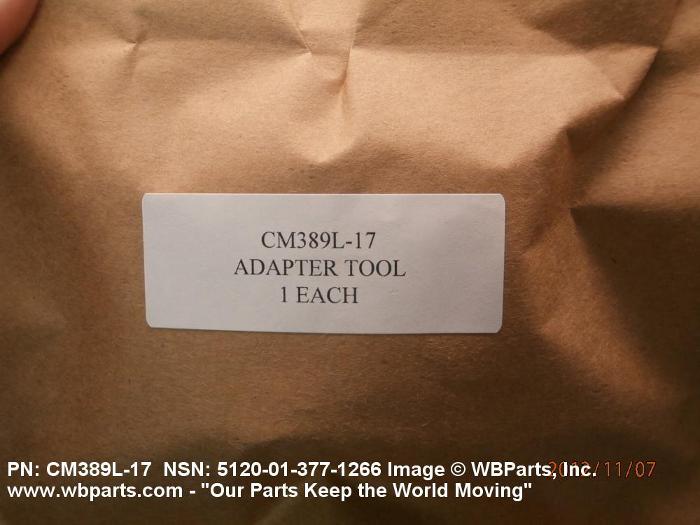 CM389L-17
ADAPTER TOOL
1 EACH
PN: CM389L-17 NSN: 5120-01-377-1266 Image © WBParts, Inc.
www.wbparts.com - "Our Parts Keep the World Moving"